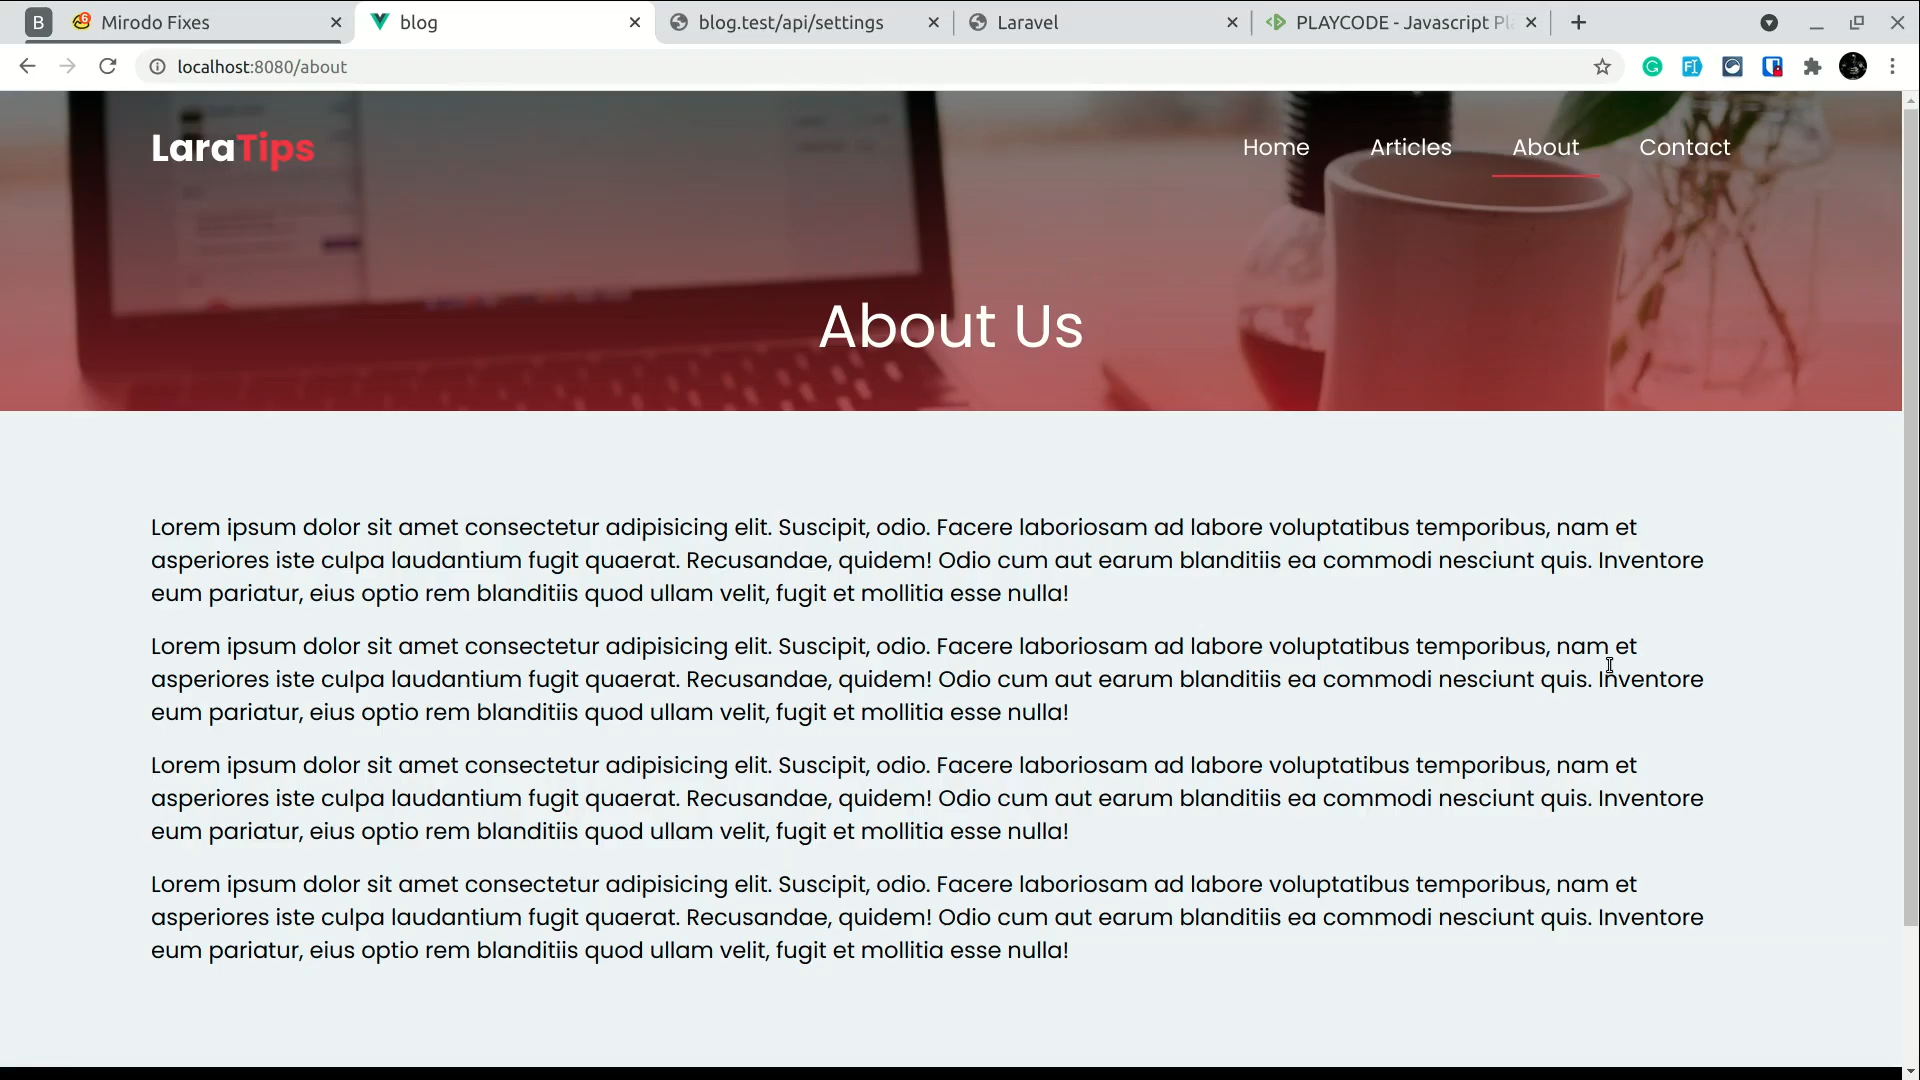 B
6
Mirodo Fixes
blog
blog.test/api/settings
Laravel
PLAYCODE - Javascript Pl
localhost:8080/about
LaraTips
Home
Articles
About
Contact
About Us
Lorem ipsum dolor sit amet consectetur adipisicing elit. Suscipit, odio. Facere laboriosam ad labore voluptatibus temporibus, nam et
asperiores iste culpa laudantium fugit quaerat. Recusandae, quidem! Odio cum aut earum blanditiis ea commodi nesciunt quis. Inventore
eum pariatur, eius optio rem blanditiis quod ullam velit, fugit et mollitia esse nulla!
Lorem ipsum dolor sit amet consectetur adipisicing elit. Suscipit, odio. Facere laboriosam ad labore voluptatibus temporibus, nam et
asperiores iste culpa laudantium fugit quaerat. Recusandae, quidem! Odio cum aut earum blanditiis ea commodi nesciunt quis. Inventore
eum pariatur, eius optio rem blanditiis quod ullam velit, fugit et mollitia esse nulla!
Lorem ipsum dolor sit amet consectetur adipisicing elit. Suscipit, odio. Facere laboriosam ad labore voluptatibus temporibus, nam et
asperiores iste culpa laudantium fugit quaerat. Recusandae, quidem! Odio cum aut earum blanditiis ea commodi nesciunt quis. Inventore
eum pariatur, eius optio rem blanditiis quod ullam velit, fugit et mollitia esse nulla!
Lorem ipsum dolor sit amet consectetur adipisicing elit. Suscipit, odio. Facere laboriosam ad labore voluptatibus temporibus, nam et
asperiores iste culpa laudantium fugit quaerat. Recusandae, quidem! Odio cum aut earum blanditiis ea commodi nesciunt quis. Inventore
eum pariatur, eius optio rem blanditiis quod ullam velit, fugit et mollitia esse nulla!